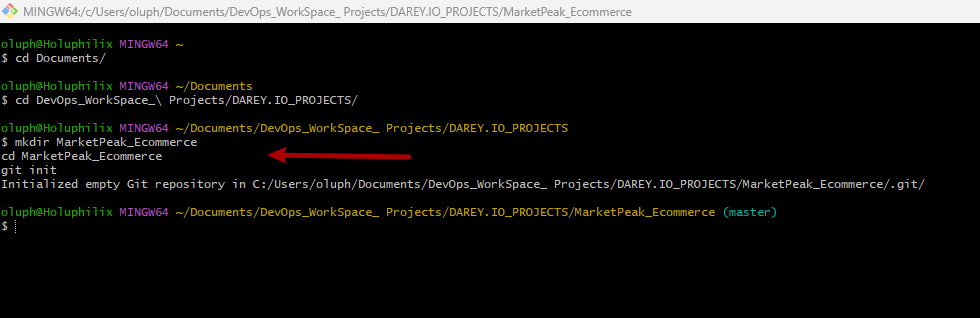 MINGW64:/c/Users/oluph/Documents/DevOps_WorkSpace_ Projects/DAREY.IO_PROJECTS/MarketPeak_Ecommerce
oluph@Holuphilix MINGW64 ~
$ cd Documents/
oluph@Holuphilix MINGW64 ~/Documents
$ cd DevOps_WorkSpace_\ Projects/DAREY.IO_PROJECTS/
oluph@Holuphilix MINGW64 ~/Documents/DevOps_WorkSpace_ Projects/DAREY.IO_PROJECTS
$ mkdir MarketPeak_Ecommerce
cd MarketPeak_Ecommerce
git init
Initialized empty Git repository in C:/Users/oluph/Documents/DevOps_WorkSpace_ Projects/DAREY.IO_PROJECTS/MarketPeak_Ecommerce/.git/
oluph@Holuphilix MINGW64 ~/Documents/DevOps_WorkSpace_ Projects/DAREY.IO_PROJECTS/MarketPeak_Ecommerce (master)
$